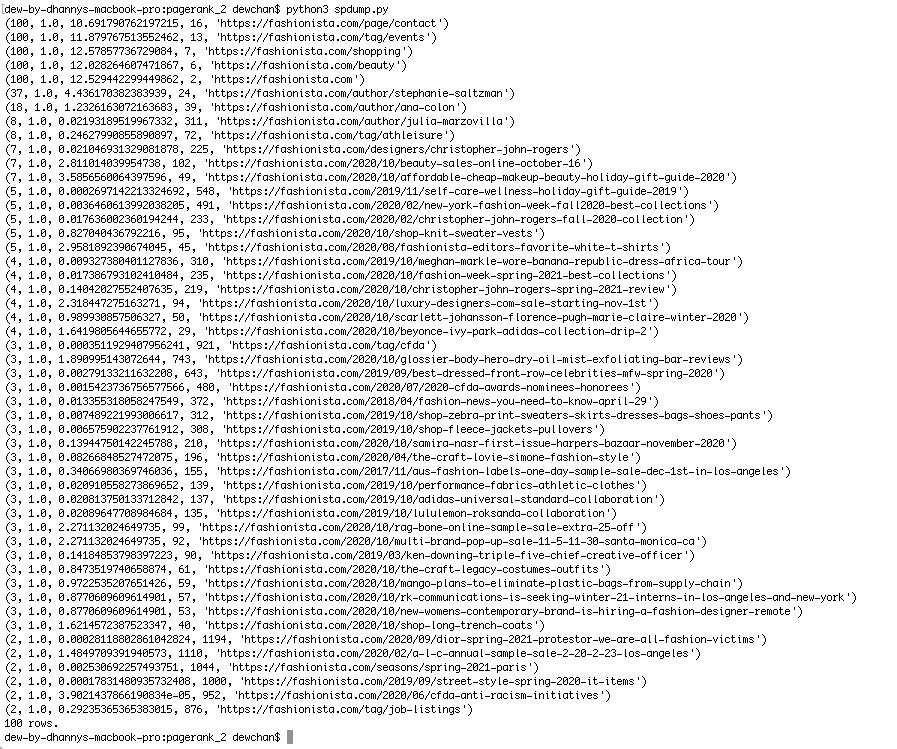 dew-by-dhannys-macbook-pro:pagerank_2 dewchan$ python3 spdump.py
(100, 1.0, 10.691790762197215, 16, 'https://fashionista.com/page/contact')
(100, 1.0, 11.879767513552462, 13, 'https://fashionista.com/tag/events')
(100, 1.0, 12.57857736729084, 7, 'https://fashionista.com/shopping')
(100, 1.0, 12.028264607471867, 6, 'https://fashionista.com/beauty')
(100, 1.0, 12.529442299449862, 2, 'https://fashionista.com')
(37, 1.0, 4.436170382383939, 24, 'https://fashionista.com/author/stephanie-saltzman')
(18, 1.0, 1.2326163072163683, 39, 'https://fashionista.com/author/ana-colon')
(8, 1.0, 0.02193189519967332, 311, 'https://fashionista.com/author/julia-marzovilla')
(8, 1.0, 0.24627990855890897, 72, 'https://fashionista.com/tag/athleisure')
(7, 1.0, 0.021046931329081878, 225, 'https://fashionista.com/designers/christopher-john-rogers')
(7, 1.0, 2.811014039954738, 102, 'https://fashionista.com/2020/10/beauty-sales-online-october-16')
(7, 1.0, 3.5856560064397596, 49, 'https://fashionista.com/2020/10/affordable-cheap-makeup-beauty-holiday-gift-guide-2020')
(5, 1.0, 0.0002697142213324692, 548, 'https://fashionista.com/2019/11/self-care-wellness-holiday-gift-guide-2019')
(5, 1.0, 0.0036460613992038205, 491, 'https://fashionista.com/2020/02/new-york-fashion-week-fall2020-best-collections')
(5, 1.0, 0.017636002360194244, 233, 'https://fashionista.com/2020/02/christopher-john-rogers-fall-2020-collection')
(5, 1.0, 0.827040436792216, 95, 'https://fashionista.com/2020/10/shop-knit-sweater-vests')
(5, 1.0, 2.9581892390674045, 45, 'https://fashionista.com/2020/08/fashionista-editors-favorite-white-t-shirts')
(4, 1.0, 0.009327380401127836, 310, 'https://fashionista.com/2019/10/meghan-markle-wore-banana-republic-dress-africa-tour')
(4, 1.0, 0.017386793102410484, 235, 'https://fashionista.com/2020/10/fashion-week-spring-2021-best-collections')
(4, 1.0, 0.14042027552407635, 219, 'https://fashionista.com/2020/10/christopher-john-rogers-spring-2021-review')
(4, 1.0, 2.318447275163271, 94, 'https://fashionista.com/2020/10/luxury-designers-com-sale-starting-nov-1st')
(4, 1.0, 0.989930857506327, 50, 'https://fashionista.com/2020/10/scarlett-johansson-florence-pugh-marie-claire-winter-2020')
(4, 1.0, 1.6419805644655772, 29, 'https://fashionista.com/2020/10/beyonce-ivy-park-adidas-collection-drip-2')
(3, 1.0, 0.0003511929407956241, 921, 'https://fashionista.com/tag/cfda')
(3, 1.0, 1.890995143072644, 743, 'https://fashionista.com/2020/10/glossier-body-hero-dry-oil-mist-exfoliating-bar-reviews')
(3, 1.0, 0.00279133211632208, 643, 'https://fashionista.com/2019/09/best-dressed-front-row-celebrities-mfw-spring-2020')
(3, 1.0, 0.0015423736756577566, 480, 'https://fashionista.com/2020/07/2020-cfda-awards-nominees-honorees')
(3, 1.0, 0.013355318058247549, 372, 'https://fashionista.com/2018/04/fashion-news-you-need-to-know-april-29')
(3, 1.0, 0.007489221993006617, 312, 'https://fashionista.com/2019/10/shop-zebra-print-sweaters-skirts-dresses-bags-shoes-pants')
(3, 1.0, 0.006575902237761912, 308, 'https://fashionista.com/2019/10/shop-fleece-jackets-pullovers')
(3, 1.0, 0.13944750142245788, 210, 'https://fashionista.com/2020/10/samira-nasr-first-issue-harpers-bazaar-november-2020')
(3, 1.0, 0.08266848527472075, 196, 'https://fashionista.com/2020/04/the-craft-lovie-simone-fashion-style')
(3, 1.0, 0.34066980369746036, 155, 'https://fashionista.com/2017/11/aus-fashion-labels-one-day-sample-sale-dec-1st-in-los-angeles')
(3, 1.0, 0.020910558273869652, 139, 'https://fashionista.com/2019/10/performance-fabrics-athletic-clothes')
(3, 1.0, 0.020813750133712842, 137, 'https://fashionista.com/2019/10/adidas-universal-standard-collaboration')
(3, 1.0, 0.02089647708984684, 135, 'https://fashionista.com/2019/10/lululemon-roksanda-collaboration')
(3, 1.0, 2.271132024649735, 99, 'https://fashionista.com/2020/10/rag-bone-online-sample-sale-extra-25-off')
(3, 1.0, 2.271132024649735, 92, 'https://fashionista.com/2020/10/multi-brand-pop-up-sale-11-5-11-30-santa-monica-ca')
(3, 1.0, 0.14184853798397223, 90, 'https://fashionista.com/2019/03/ken-downing-triple-five-chief-creative-officer')
(3, 1.0, 0.8473519740658874, 61, 'https://fashionista.com/2020/10/the-craft-legacy-costumes-outfits')
(3, 1.0, 0.9722535207651426, 59, 'https://fashionista.com/2020/10/mango-plans-to-eliminate-plastic-bags-from-supply-chain')
(3, 1.0, 0.8770609609614901, 57, 'https://fashionista.com/2020/10/rk-communications-is-seeking-winter-21-interns-in-los-angeles-and-new-york')
(3, 1.0, 0.8770609609614901, 53, 'https://fashionista.com/2020/10/new-womens-contemporary-brand-is-hiring-a-fashion-designer-remote')
(3, 1.0, 1.6214572387523347, 40, 'https://fashionista.com/2020/10/shop-long-trench-coats')
(2, 1.0, 0.00028118802861042824, 1194, 'https://fashionista.com/2020/09/dior-spring-2021-protestor-we-are-all-fashion-victims')
(2, 1.0, 1.4849709391940573, 1110, 'https://fashionista.com/2020/02/a-l-c-annual-sample-sale-2-20-2-23-los-angeles')
(2, 1.0, 0.002530692257493751, 1044, 'https://fashionista.com/seasons/spring-2021-paris')
(2, 1.0, 0.00017831480935732408, 1000, 'https://fashionista.com/2019/09/street-style-spring-2020-it-items')
(2, 1.0, 3.9021437866190834e-05, 952, 'https://fashionista.com/2020/06/cfda-anti-racism-initiatives')
(2, 1.0, 0.29235365365383015, 876, 'https://fashionista.com/tag/job-listings')
100 rows.
dew-by-dhannys-macbook-pro:pagerank_2 dewchan$